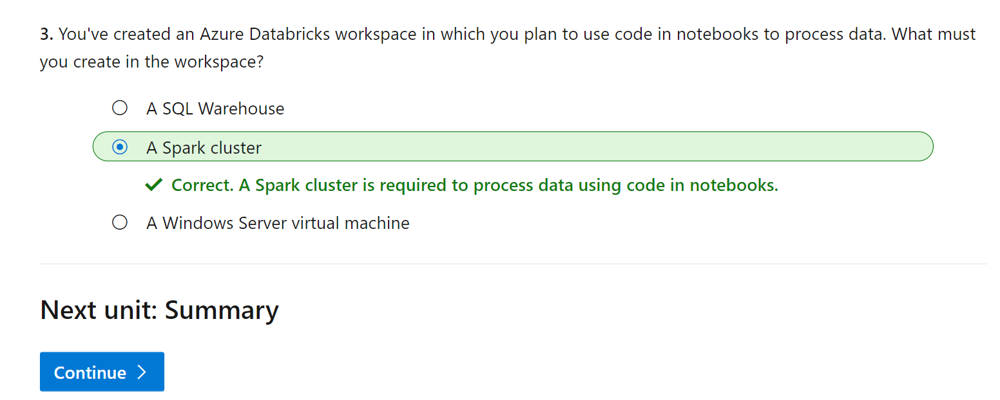 3. You've created an Azure Databricks workspace in which you plan to use code in notebooks to process data. What must
you create in the workspace?
A SQL Warehouse
A Spark cluster
Correct. A Spark cluster is required to process data using code in notebooks.
A Windows Server virtual machine
Next unit: Summary
Continue